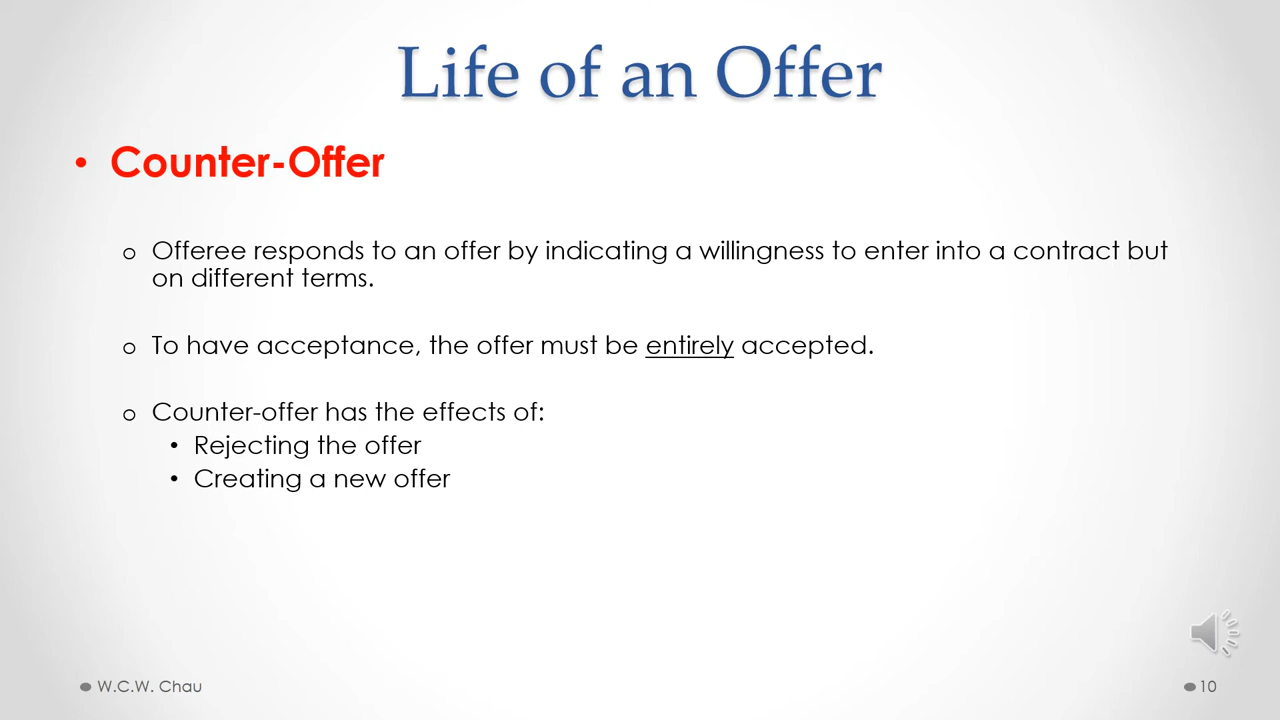 Life of an Offer
• Counter-Offer
o Offeree responds to an offer by indicating a willingness to enter into a contract but
on different terms.
o To have acceptance, the offer must be entirely accepted.
o Counter-offer has the effects of:
• Rejecting the offer
• Creating a new offer
W.C.W. Chau
10